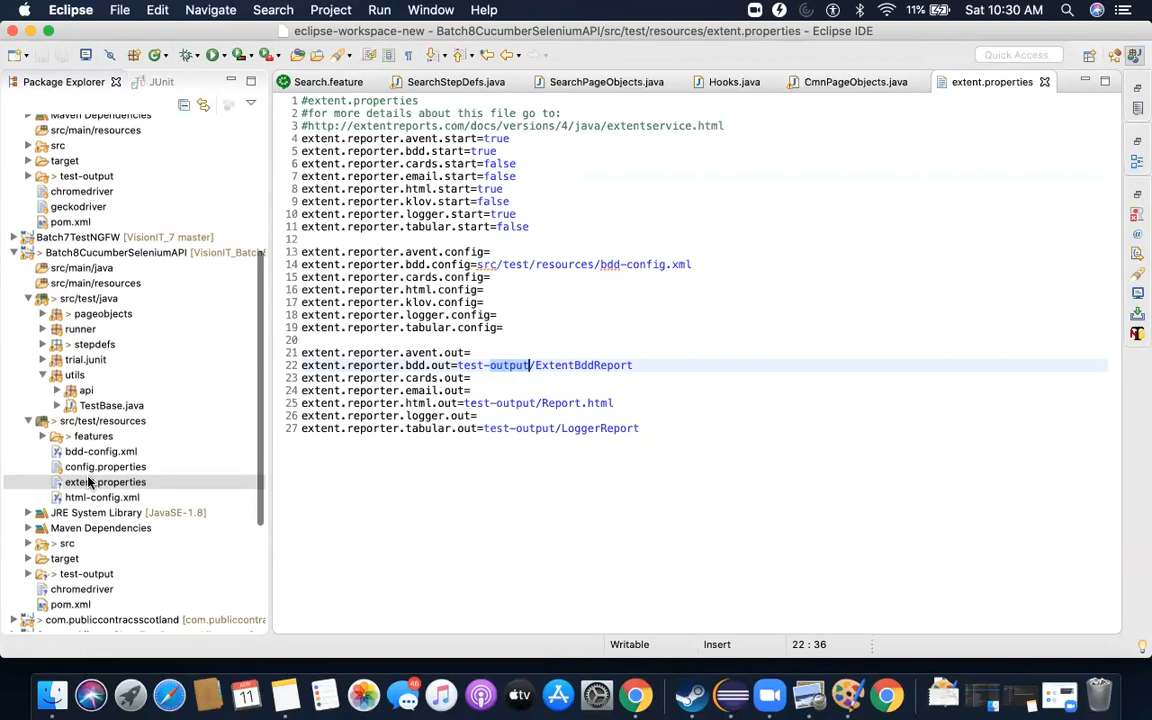 Eclipse File Edit Navigate Search Project Run Window Help 11% Sat 10:30 AM
eclipse-workspace-new - Batch8CucumberSeleniumAPI/src/test/resources/extent.properties - Eclipse IDE
Quick Access
Package Explorer JUnit
Search.feature SearchStepDefs.java SearchPageObjects.java Hooks.java CmnPageObjects.java extent.properties
Maven Dependencies
src/main/resources
src
target
> test-output
chromedriver
geckodriver
pom.xml
Batch7TestNGFW [VisionIT_7 master]
> Batch8CucumberSeleniumAPI [VisionIT_Batch
src/main/java
src/main/resources
> src/test/java
> pageobjects
runner
> stepdefs
trial.junit
utils
> api
TestBase.java
> src/test/resources
> features
bdd-config.xml
config.properties
extent.properties
html-config.xml
JRE System Library [JavaSE-1.8]
Maven Dependencies
> src
target
> test-output
chromedriver
pom.xml
> com.publiccontracsscotland [com.publiccontra
1 #extent.properties
2 #for more details about this file go to:
3 #http://extentreports.com/docs/versions/4/java/extentservice.html
4 extent.reporter.avent.start=true
5 extent.reporter.bdd.start=true
6 extent.reporter.cards.start=false
7 extent.reporter.email.start=false
8 extent.reporter.html.start=true
9 extent.reporter.klov.start=false
10 extent.reporter.logger.start=true
11 extent.reporter.tabular.start=false
12
13 extent.reporter.avent.config=
14 extent.reporter.bdd.config=src/test/resources/bdd-config.xml
15 extent.reporter.cards.config=
16 extent.reporter.html.config=
17 extent.reporter.klov.config=
18 extent.reporter.logger.config=
19 extent.reporter.tabular.config=
20
21 extent.reporter.avent.out=
22 extent.reporter.bdd.out=test-output/ExtentBddReport
23 extent.reporter.cards.out=
24 extent.reporter.email.out=
25 extent.reporter.html.out=test-output/Report.html
26 extent.reporter.logger.out=
27 extent.reporter.tabular.out=test-output/LoggerReport
Writable Insert 22 : 36
11 46 tv